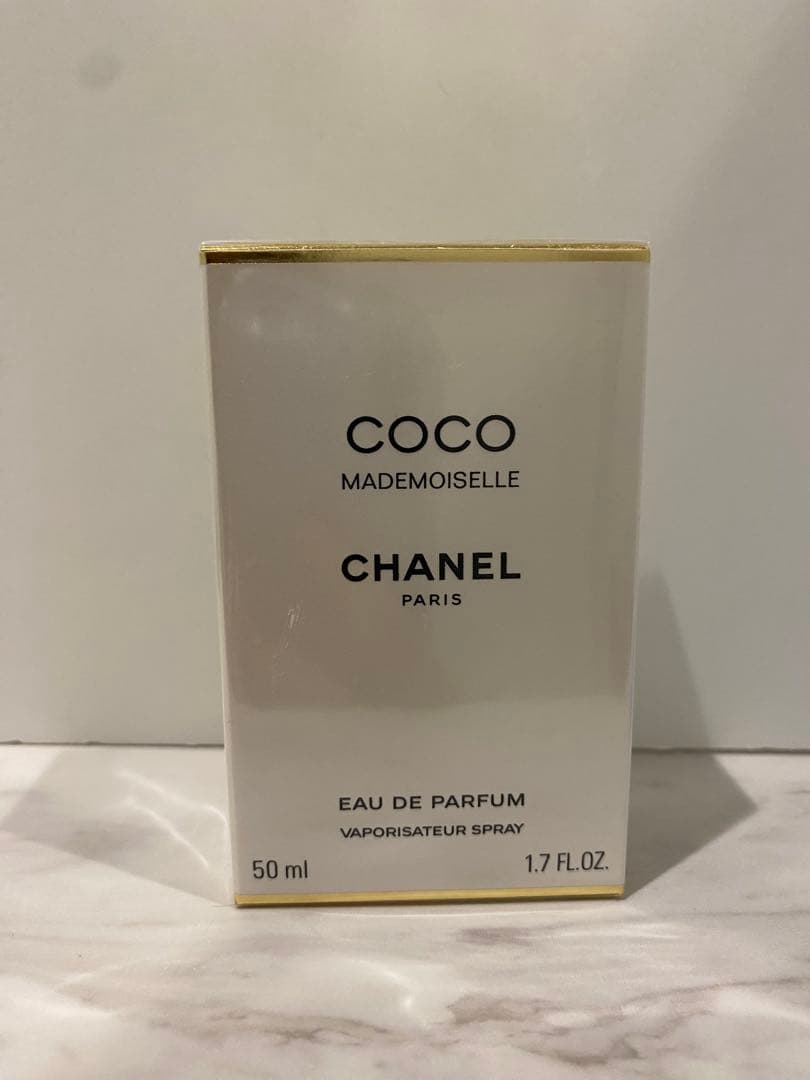 COCO
MADEMOISELLE
CHANEL
PARIS
EAU DE PARFUM
VAPORISATEUR SPRAY
50 ml 1.7 FL.OZ.